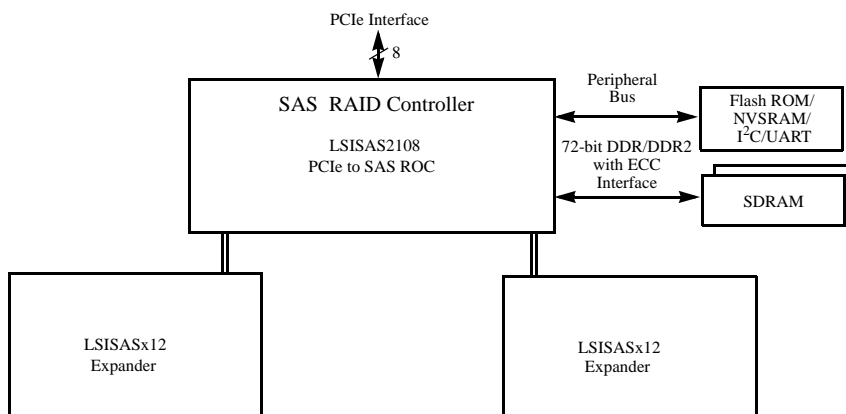 PCIe Interface
8
SAS RAID Controller
LSISAS2108
PCIe to SAS ROC
Peripheral
Bus
Flash ROM/
NVSRAM/
I²C/UART
72-bit DDR/DDR2
with ECC
Interface
SDRAM
LSISASx12
Expander
LSISASx12
Expander